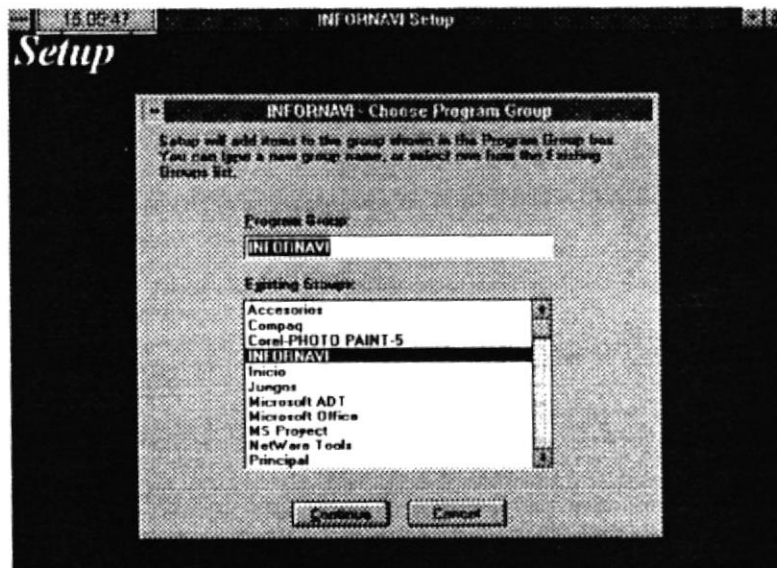 16:05:47 INFORNAVI Setup
Setup
INFORNAVI - Choose Program Group
Setup will add items to the group shown in the Program Group box.
You can type a new group name, or select one from the Existing
Groups list.
Program Group:
INFORNAVI
Existing Groups:
Accesorios
Compaq
Corel-PHOTO PAINT-5
INFORNAVI
Inicio
Juegos
Microsoft ADT
Microsoft Office
MS Proyect
NetWare Tools
Principal
Continue Cancel